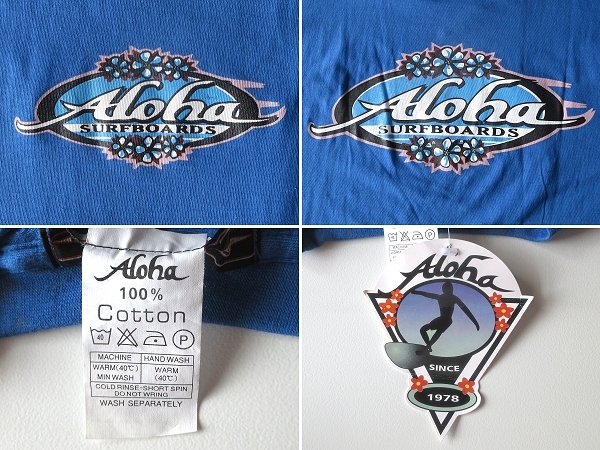 Aloha
SURFBOARDS
Aloha
SURFBOARDS
Aloha
100%
Cotton
40
P
MACHINE
HAND WASH
WARM(40℃)
MIN WASH
WARM
(40℃)
COLD RINSE-SHORT SPIN
DO NOT WRING
WASH SEPARATELY
Aloha
SINCE
1978